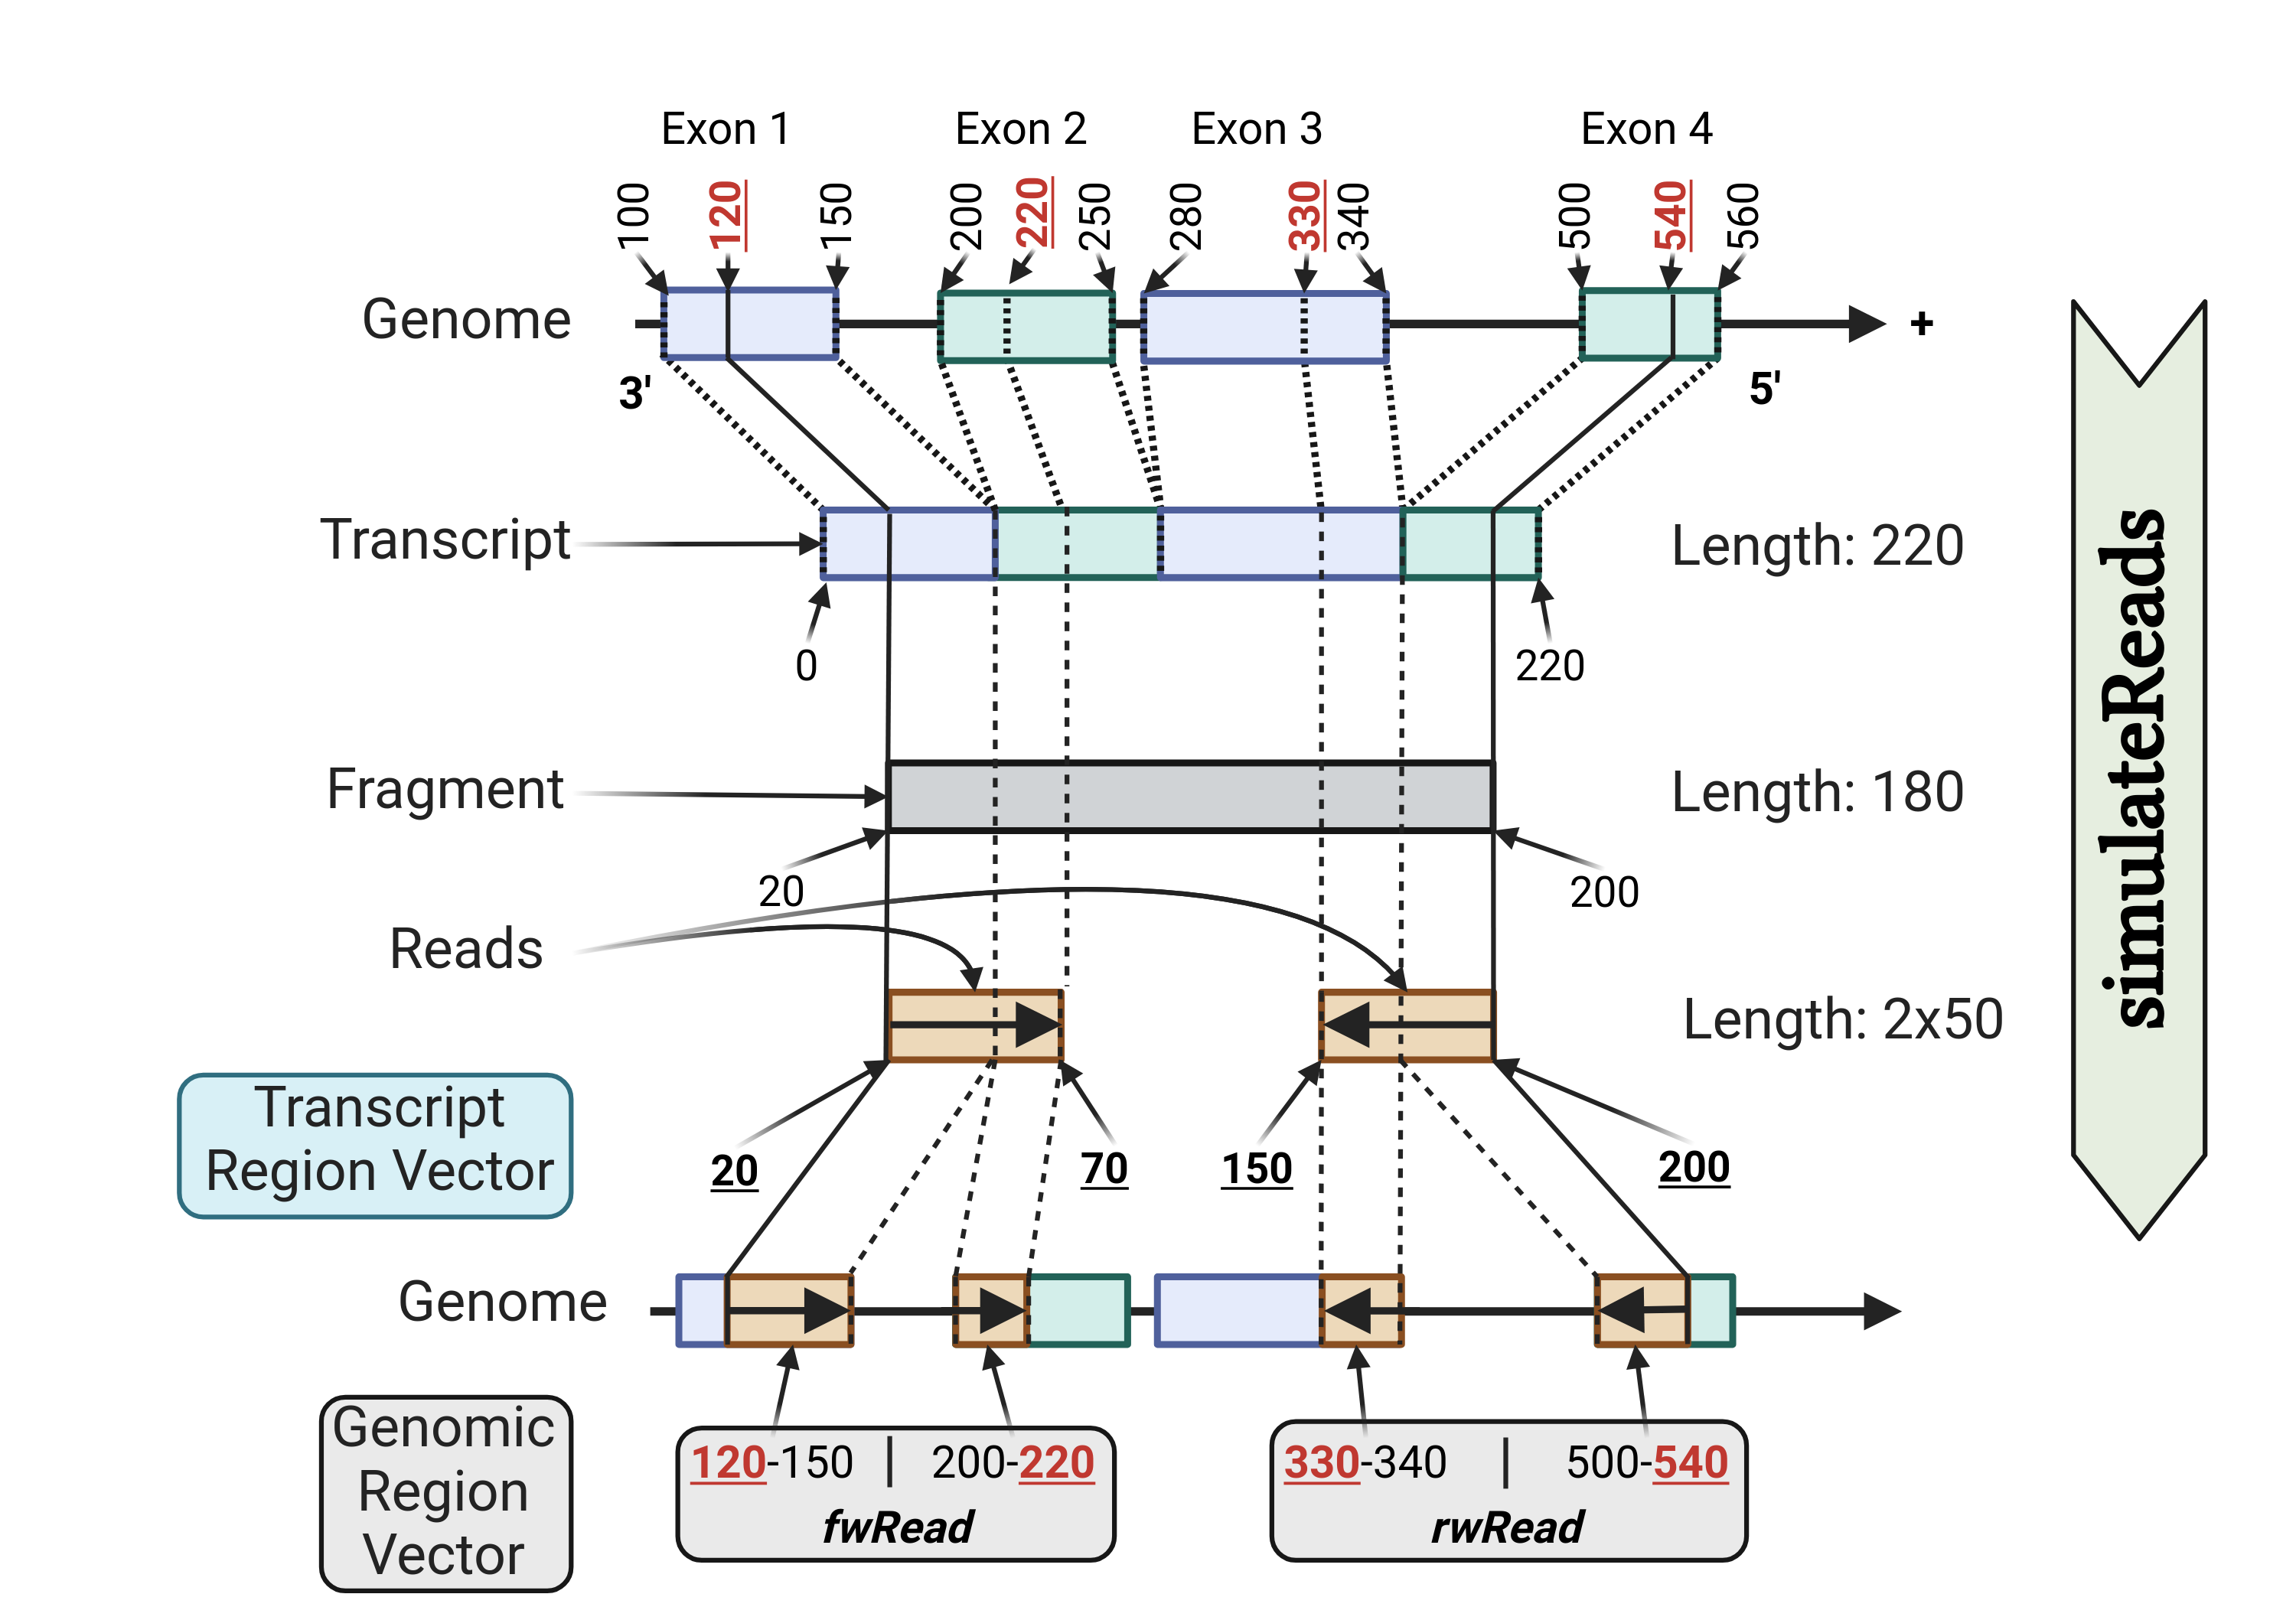 Exon 1 Exon 2 Exon 3 Exon 4
100 120 150 200 220 250 280 330 340 500 540 560
Genome +
3' 5'
Transcript Length: 220
0 220
Fragment Length: 180
20 200
Reads
Length: 2x50
Transcript
Region Vector
20 70 150 200
Genome
Genomic
Region
Vector
120-150 | 200-220
fwRead
330-340 | 500-540
rwRead
simulateReads